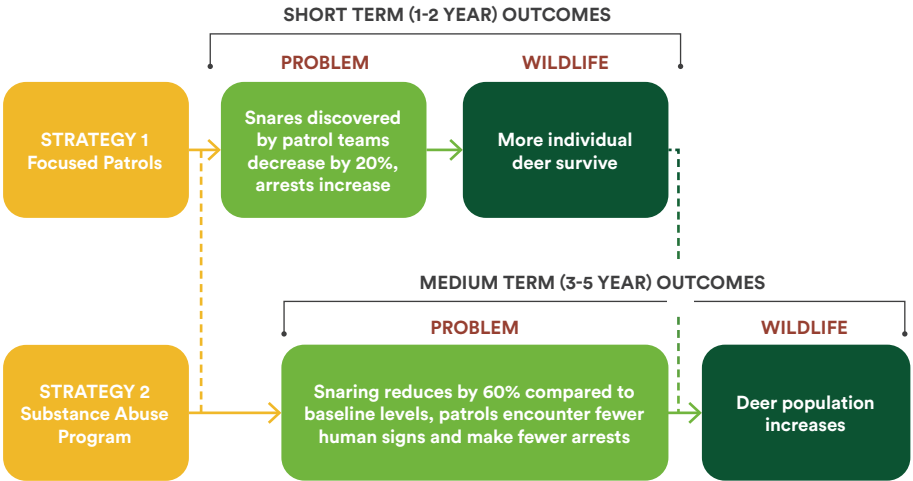 SHORT TERM (1-2 YEAR) OUTCOMES
PROBLEM
WILDLIFE
STRATEGY 1
Focused Patrols
Snares discovered
by patrol teams
decrease by 20%,
arrests increase
More individual
deer survive
MEDIUM TERM (3-5 YEAR) OUTCOMES
PROBLEM
WILDLIFE
STRATEGY 2
Substance Abuse
Program
Snaring reduces by 60% compared to
baseline levels, patrols encounter fewer
human signs and make fewer arrests
Deer population
increases